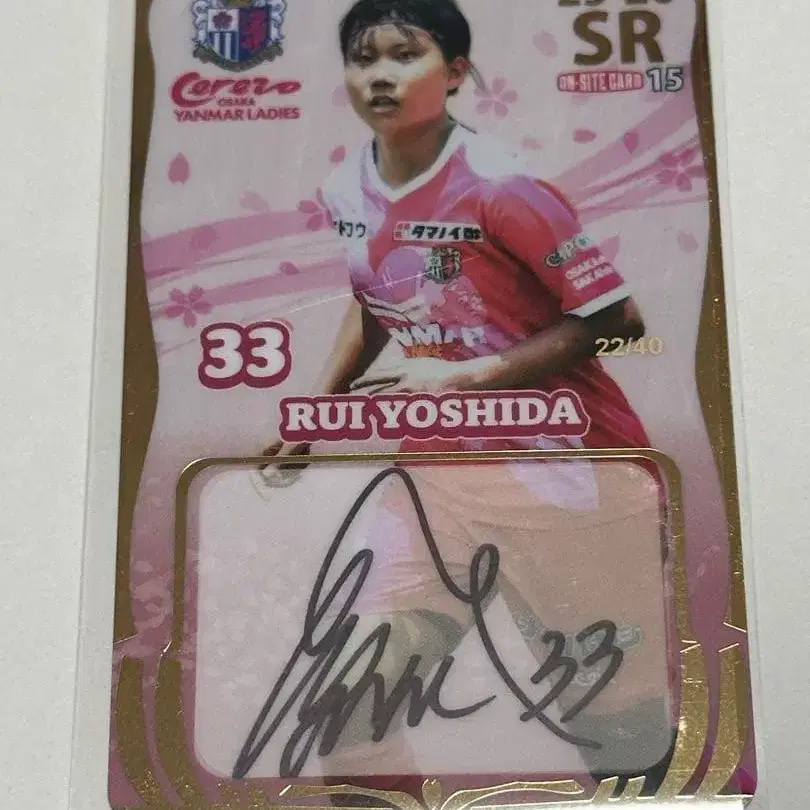 SR
ON-SITE CARD 15
Cerezo
OSAKA
YANMAR LADIES
タマノイ酢
33
22/40
RUI YOSHIDA
33